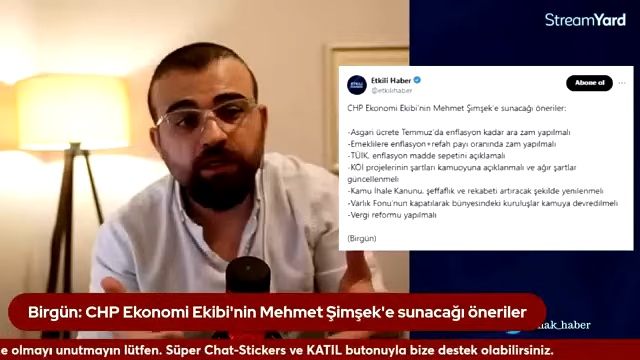 StreamYard
Etkili Haber
@etkilihaber
Abone ol
CHP Ekonomi Ekibi'nin Mehmet Şimşek'e sunacağı öneriler:
-Asgari ücrete Temmuz'da enflasyon kadar ara zam yapılmalı
-Emeklilere enflasyon+refah payı oranında zam yapılmalı
-TÜİK, enflasyon madde sepetini açıklamalı
-KÖİ projelerinin şartları kamuoyuna açıklanmalı ve ağır şartlar
güncellenmeli
-Kamu İhale Kanunu, şeffaflık ve rekabeti artıracak şekilde yenilenmeli
-Varlık Fonu'nun kapatılarak bünyesindeki kuruluşlar kamuya devredilmeli
-Vergi reformu yapılmalı
(Birgün)
Birgün: CHP Ekonomi Ekibi'nin Mehmet Şimşek'e sunacağı öneriler
ak_haber
e olmayı unutmayın lütfen. Süper Chat-Stickers ve KATIL butonuyla bize destek olabilirsiniz.